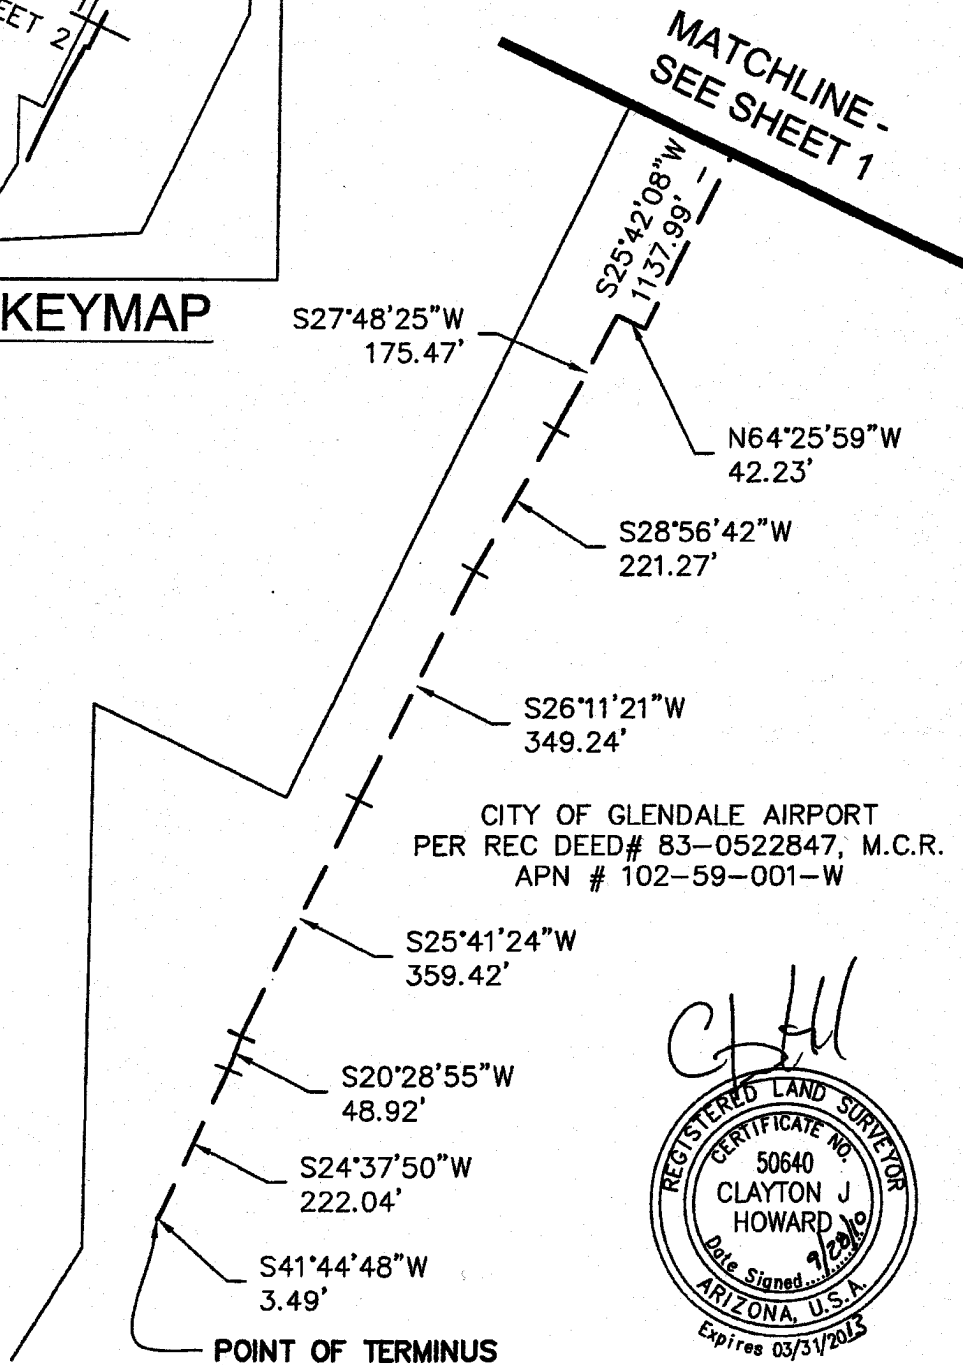 EET 2
KEYMAP
MATCHLINE -
SEE SHEET 1
S25°42'08"W
1137.99'
S27°48'25"W
175.47'
N64°25'59"W
42.23'
S28°56'42"W
221.27'
S26°11'21"W
349.24'
CITY OF GLENDALE AIRPORT
PER REC DEED# 83-0522847, M.C.R.
APN # 102-59-001-W
S25°41'24"W
359.42'
S20°28'55"W
48.92'
S24°37'50"W
222.04'
S41°44'48"W
3.49'
POINT OF TERMINUS
REGISTERED LAND SURVEYOR
CERTIFICATE NO.
50640
CLAYTON J
HOWARD
Date Signed 9/28/10
ARIZONA, U.S.A.
Expires 03/31/2013